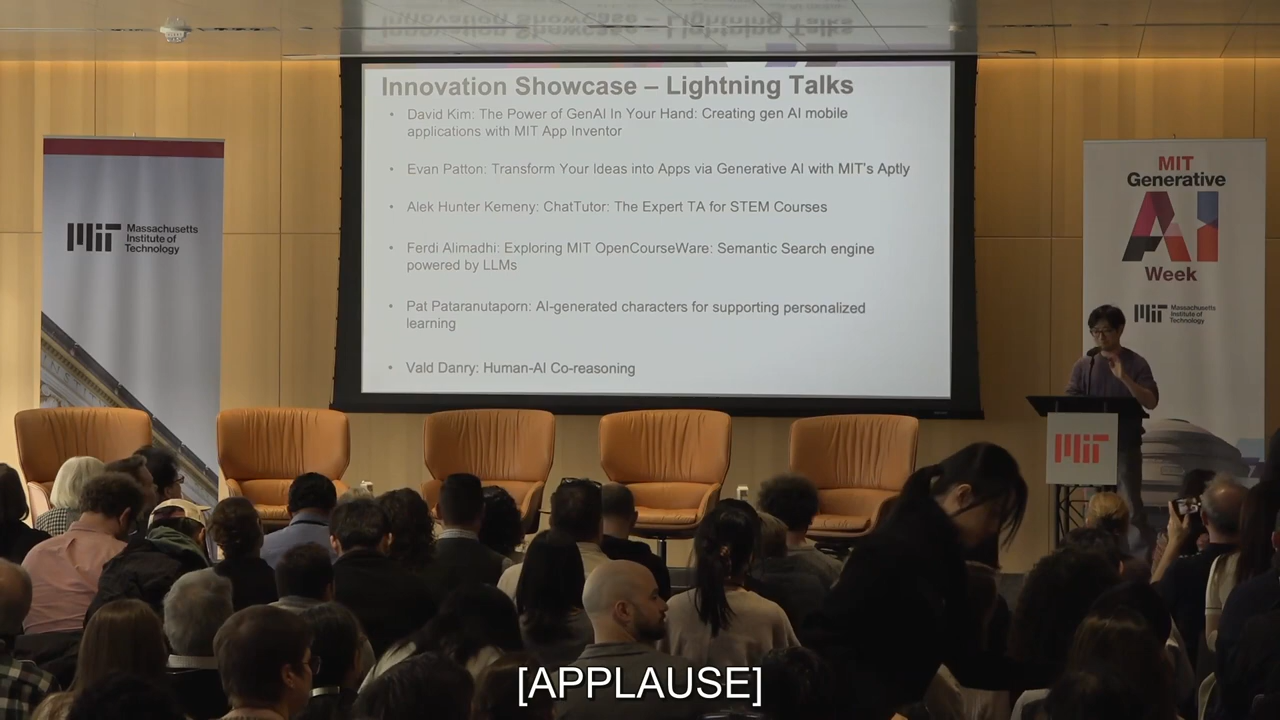 Innovation Showcase – Lightning Talks
• David Kim: The Power of GenAI In Your Hand: Creating gen AI mobile
applications with MIT App Inventor
• Evan Patton: Transform Your Ideas into Apps via Generative AI with MIT's Aptly
• Alek Hunter Kemeny: ChatTutor: The Expert TA for STEM Courses
• Ferdi Alimadhi: Exploring MIT OpenCourseWare: Semantic Search engine
powered by LLMs
• Pat Pataranutaporn: AI-generated characters for supporting personalized
learning
• Vald Danry: Human-AI Co-reasoning
MIT
Massachusetts
Institute of
Technology
MIT
Generative
AI
Week
MIT
Massachusetts
Institute of
Technology
MIT
[APPLAUSE]